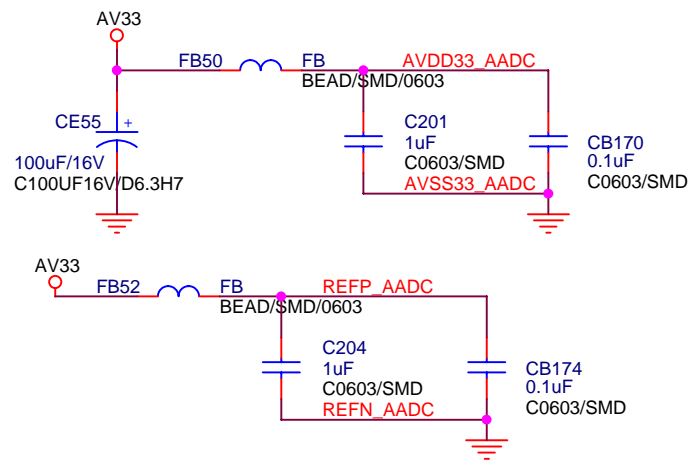 AV33
FB50
FB
AVDD33_AADC
BEAD/SMD/0603
CE55
+
C201
1uF
C0603/SMD
CB170
0.1uF
C0603/SMD
100uF/16V
C100UF16V/D6.3H7
AVSS33_AADC
AV33
FB52
FB
REFP_AADC
BEAD/SMD/0603
C204
1uF
C0603/SMD
CB174
0.1uF
C0603/SMD
REFN_AADC